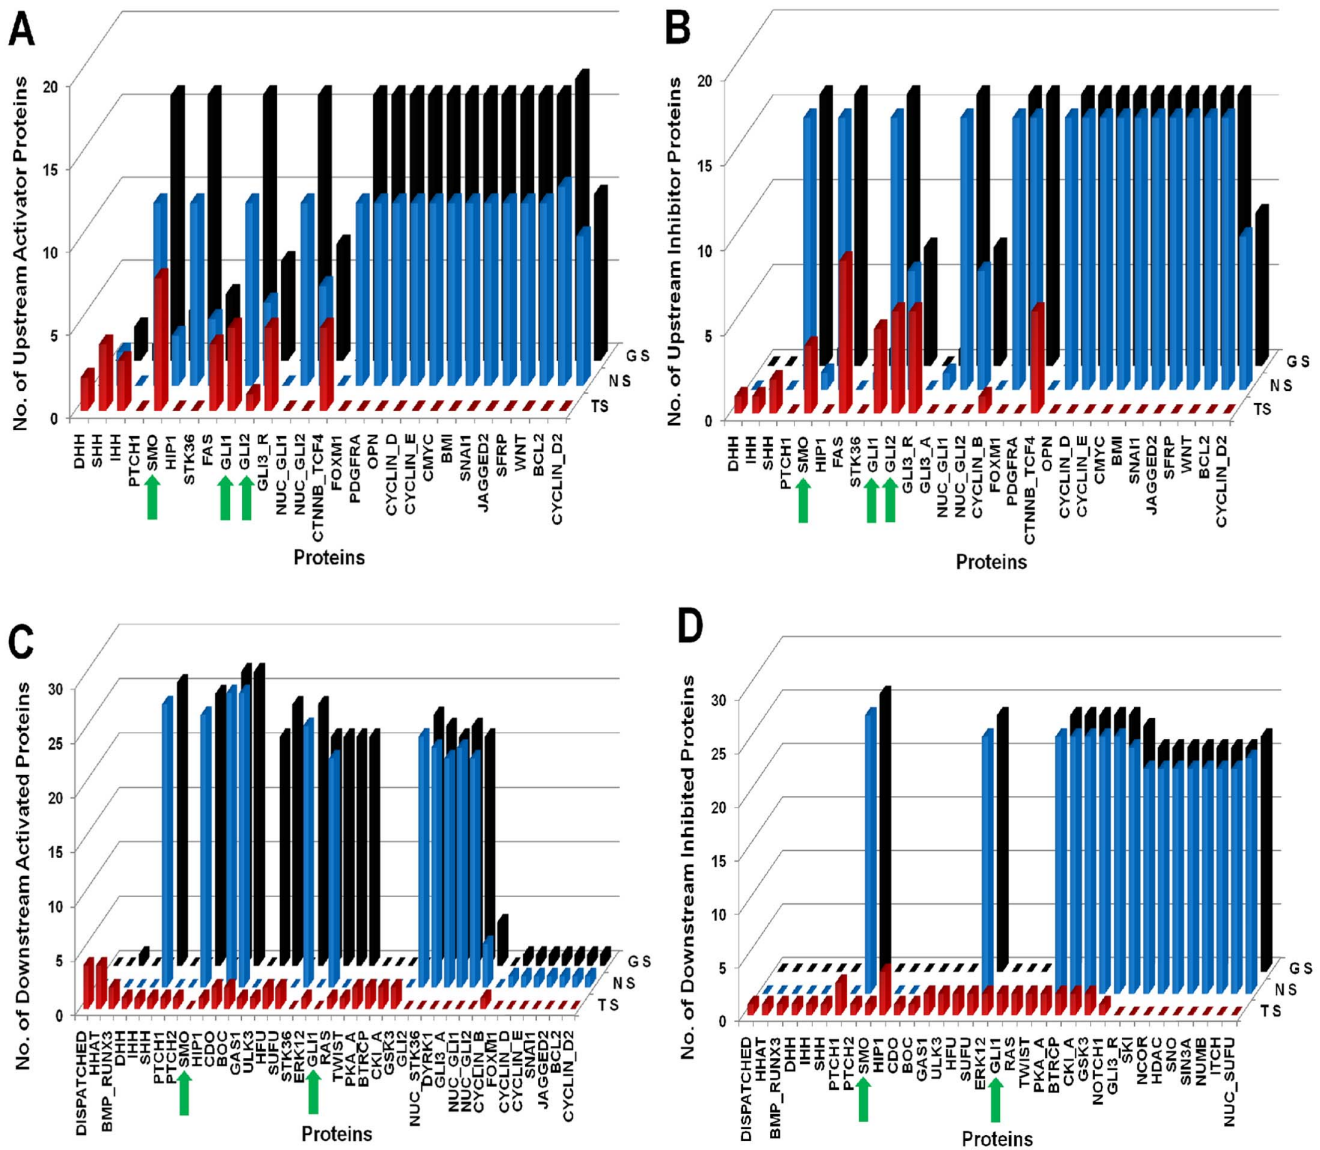 A
No. of Upstream Activator Proteins
20
15
10
5
0
GS
NS
TS
DHH
SHH
IHH
PTCH1
SMO
HIP1
STK36
FAS
GLI1
GLI2
GLI3_R
NUC_GLI1
NUC_GLI2
CTNNB_TCF4
FOXM1
PDGFRA
OPN
CYCLIN_D
CYCLIN_E
CMYC
BMI
SNAI1
JAGGED2
SFRP
WNT
BCL2
CYCLIN_D2
Proteins
B
No. of Upstream Inhibitor Proteins
20
15
10
5
0
GS
NS
TS
DHH
IHH
SHH
PTCH1
SMO
HIP1
FAS
STK36
GLI1
GLI2
GLI3_R
GLI3_A
NUC_GLI1
NUC_GLI2
CYCLIN_B
FOXM1
PDGFRA
CTNNB_TCF4
OPN
CYCLIN_D
CYCLIN_E
CMYC
BMI
SNAI1
JAGGED2
SFRP
WNT
BCL2
CYCLIN_D2
Proteins
C
No. of Downstream Activated Proteins
30
25
20
15
10
5
0
GS
NS
TS
DISPATCHED
HHAT
BMP_RUNX3
DHH
IHH
SHH
PTCH1
PTCH2
SMO
HIP1
CDO
BOC
GAS1
ULK3
HFU
SUFU
STK36
ERK12
GLI1
RAS
TWIST
PKA_A
BTRCP
CKI_A
GSK3
GLI2
NUC_STK36
DYRK1
GLI3_A
NUC_GLI1
NUC_GLI2
CYCLIN_B
FOXM1
CYCLIN_D
CYCLIN_E
SNAI1
JAGGED2
BCL2
CYCLIN_D2
Proteins
D
No. of Downstream Inhibited Proteins
30
25
20
15
10
5
0
GS
NS
TS
DISPATCHED
HHAT
BMP_RUNX3
DHH
IHH
SHH
PTCH1
PTCH2
SMO
HIP1
CDO
BOC
GAS1
ULK3
HFU
SUFU
ERK12
GLI1
RAS
TWIST
PKA_A
BTRCP
CKI_A
GSK3
NOTCH1
GLI3_R
SKI
NCOR
HDAC
SNO
SIN3A
NUMB
ITCH
NUC_SUFU
Proteins